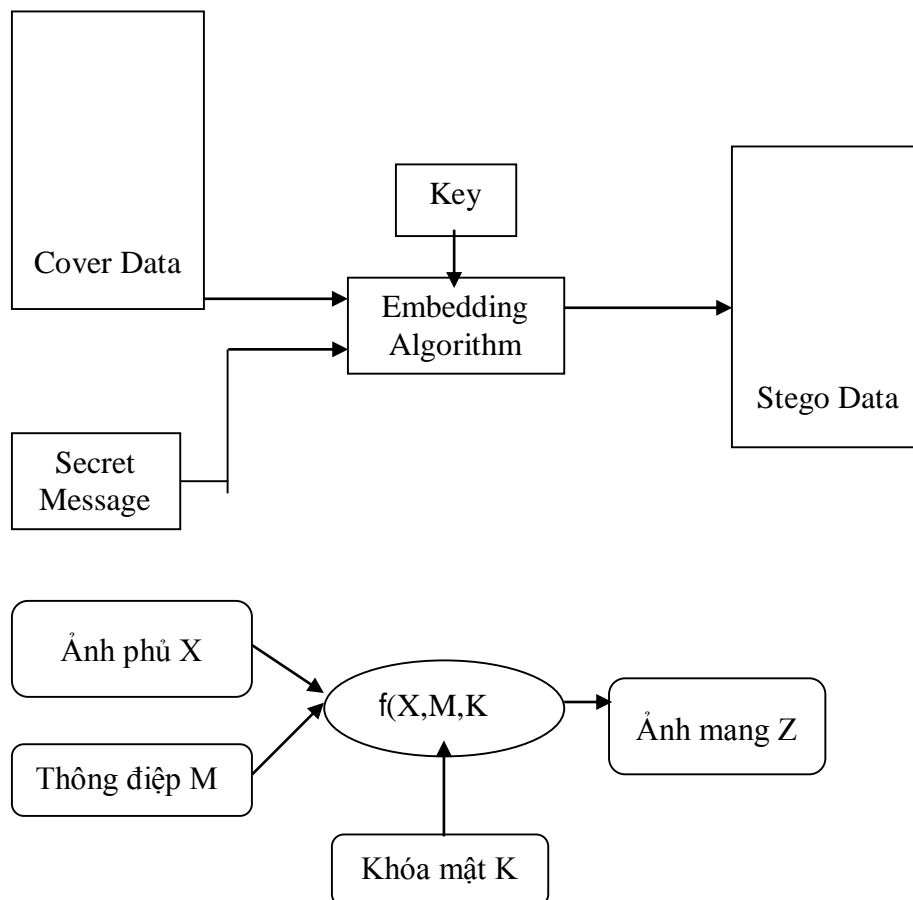 Key
Cover Data
Embedding
Algorithm
Stego Data
Secret
Message
Ảnh phủ X
f(X,M,K
Ảnh mang Z
Thông điệp M
Khóa mật K